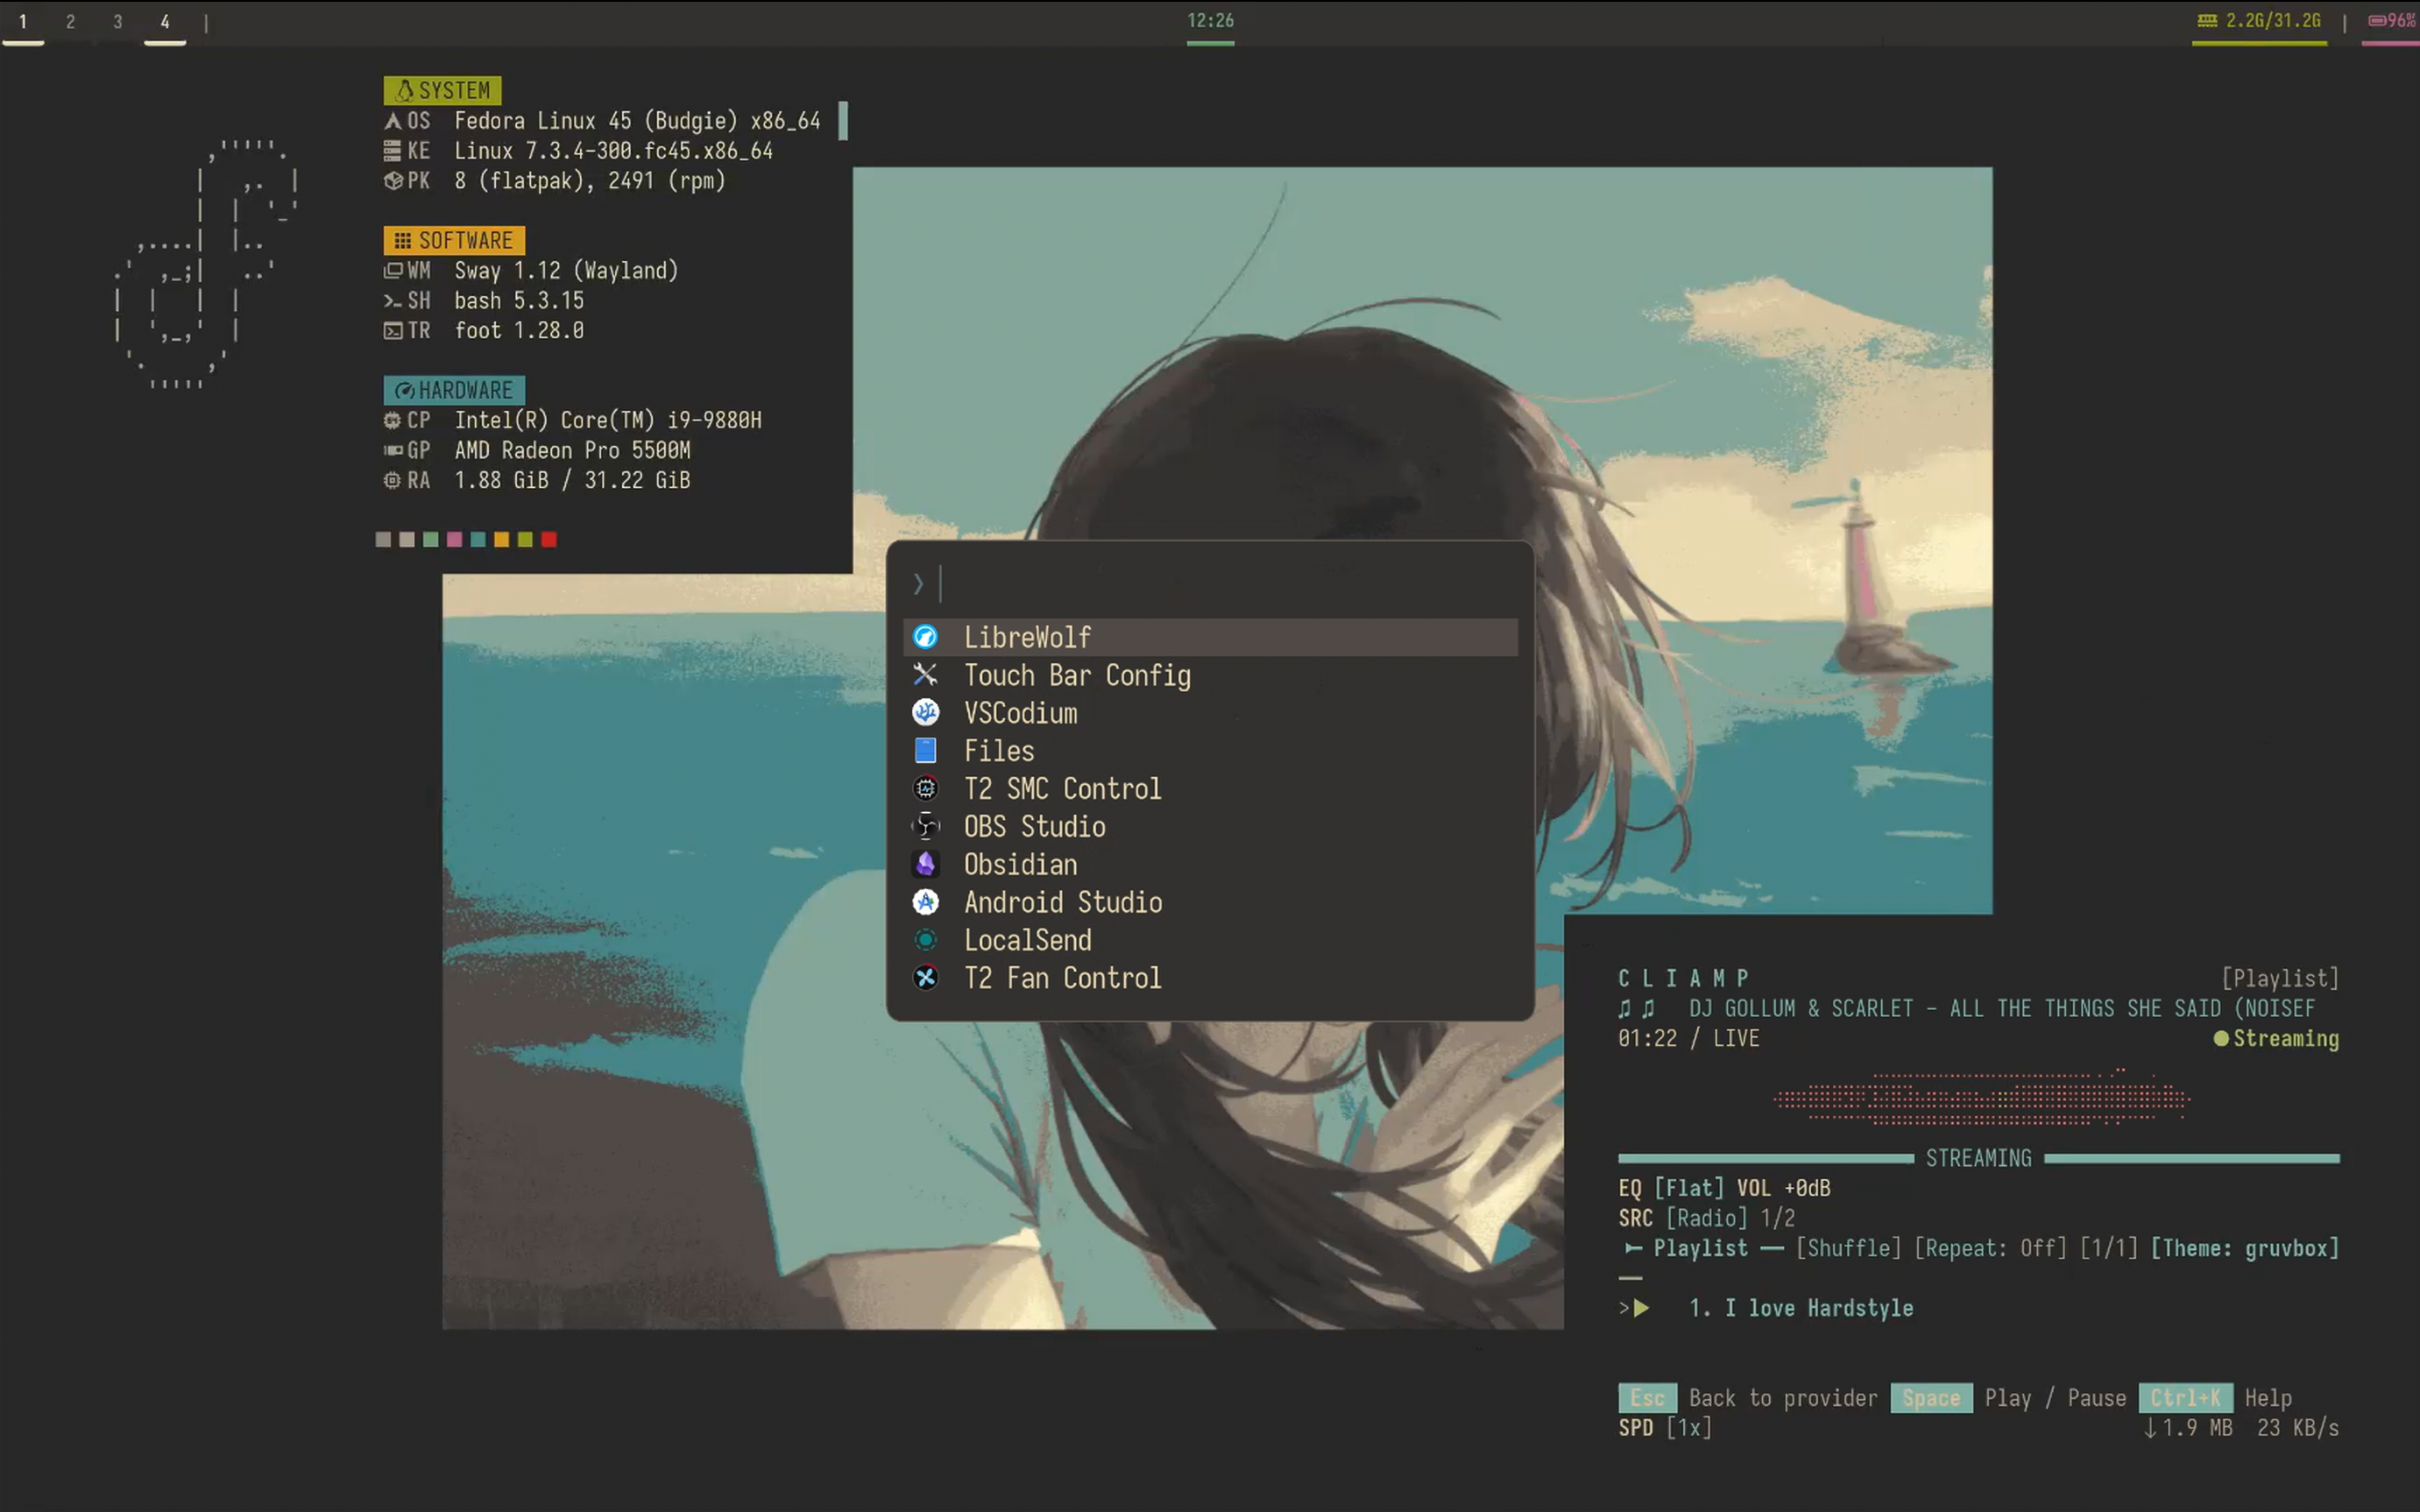 1 2 3 4 |
12:26
2.2G/31.2G | 96%
SYSTEM
OS Fedora Linux 45 (Budgie) x86_64
KE Linux 7.3.4-300.fc45.x86_64
PK 8 (flatpak), 2491 (rpm)
SOFTWARE
WM Sway 1.12 (Wayland)
SH bash 5.3.15
TR foot 1.28.0
HARDWARE
CP Intel(R) Core(TM) i9-9880H
GP AMD Radeon Pro 5500M
RA 1.88 GiB / 31.22 GiB
LibreWolf
Touch Bar Config
VSCodium
Files
T2 SMC Control
OBS Studio
Obsidian
Android Studio
LocalSend
T2 Fan Control
C L I A M P [Playlist]
♫ ♫ DJ GOLLUM & SCARLET - ALL THE THINGS SHE SAID (NOISEF
01:22 / LIVE ●Streaming
STREAMING
EQ [Flat] VOL +0dB
SRC [Radio] 1/2
Playlist — [Shuffle] [Repeat: Off] [1/1] [Theme: gruvbox]
—
>▶ 1. I love Hardstyle
Esc Back to provider Space Play / Pause Ctrl+K Help
SPD [1x] ↓1.9 MB 23 KB/s